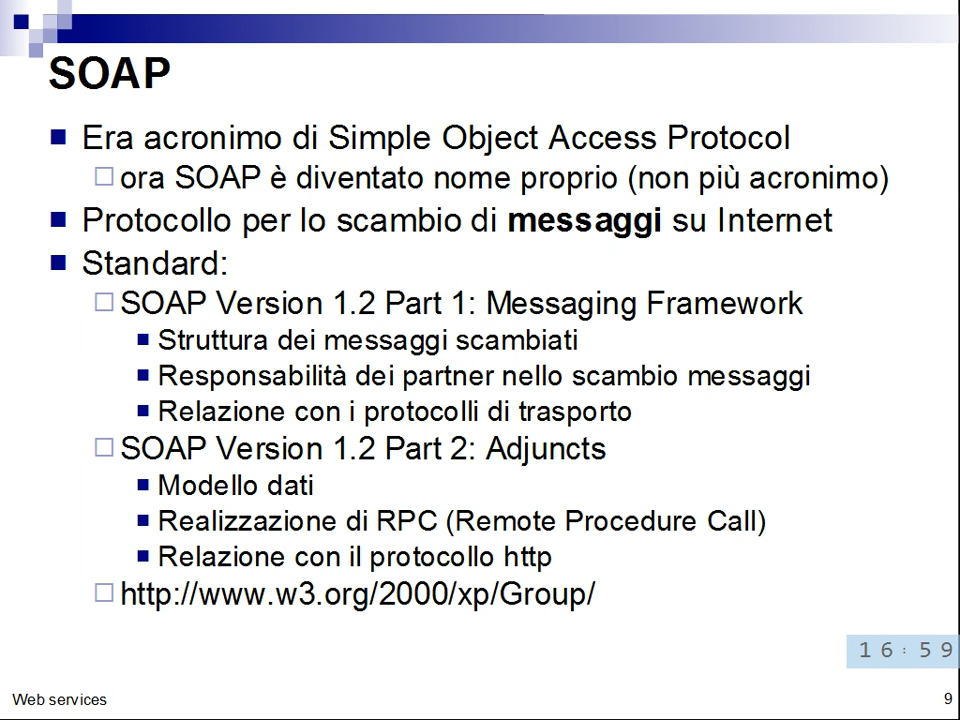 SOAP
Era acronimo di Simple Object Access Protocol
ora SOAP è diventato nome proprio (non più acronimo)
Protocollo per lo scambio di messaggi su Internet
Standard:
SOAP Version 1.2 Part 1: Messaging Framework
Struttura dei messaggi scambiati
Responsabilità dei partner nello scambio messaggi
Relazione con i protocolli di trasporto
SOAP Version 1.2 Part 2: Adjuncts
Modello dati
Realizzazione di RPC (Remote Procedure Call)
Relazione con il protocollo http
http://www.w3.org/2000/xp/Group/
16:59
Web services
9